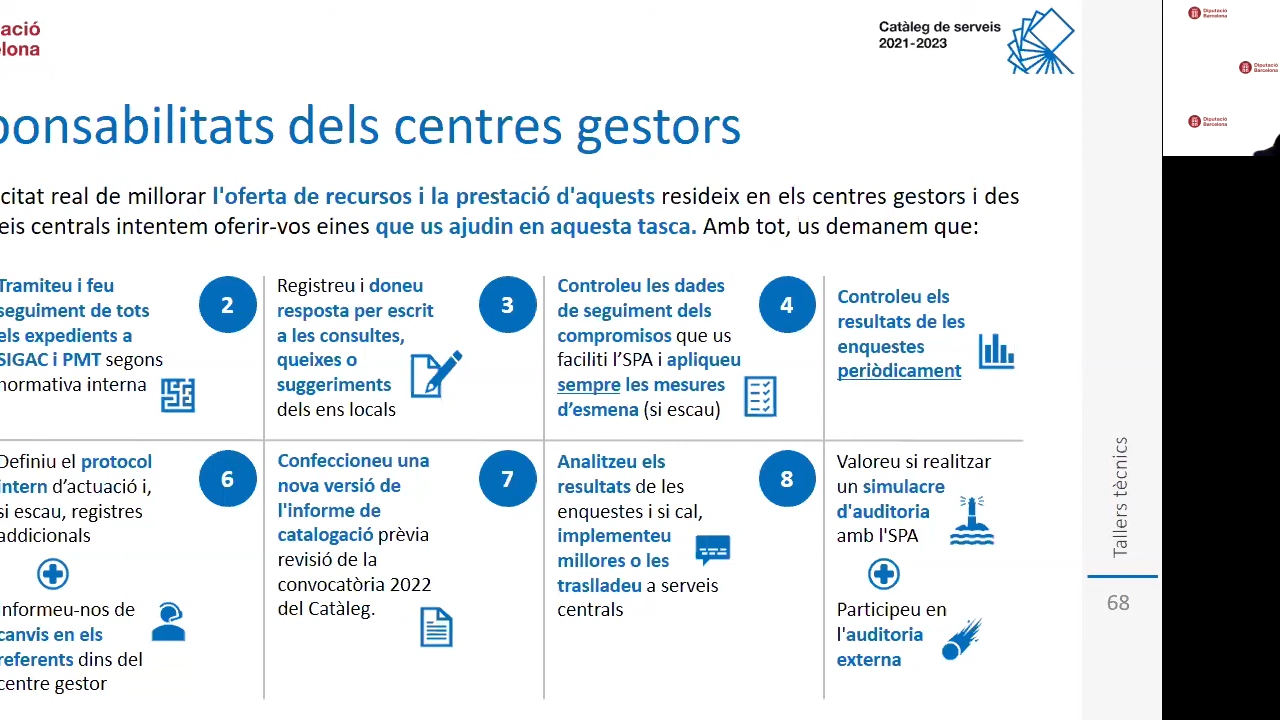 ació
elona
Catàleg de serveis
2021-2023
Diputació
Barcelona
Diputació
Barcelona
Diputació
Barcelona
ponsabilitats dels centres gestors
citat real de millorar l'oferta de recursos i la prestació d'aquests resideix en els centres gestors i des
eis centrals intentem oferir-vos eines que us ajudin en aquesta tasca. Amb tot, us demanem que:
Tramiteu i feu
seguiment de tots
els expedients a
SIGAC i PMT segons
normativa interna
2
Registreu i doneu
resposta per escrit
a les consultes,
queixes o
suggeriments
dels ens locals
3
Controleu les dades
de seguiment dels
compromisos que us
faciliti l'SPA i apliqueu
sempre les mesures
d'esmena (si escau)
4
Controleu els
resultats de les
enquestes
periòdicament
Definiu el protocol
intern d'actuació i,
si escau, registres
addicionals
Informeu-nos de
canvis en els
referents dins del
centre gestor
6
Confeccioneu una
nova versió de
l'informe de
catalogació prèvia
revisió de la
convocatòria 2022
del Catàleg.
7
Analitzeu els
resultats de les
enquestes i si cal,
implementeu
millores o les
traslladeu a serveis
centrals
8
Valoreu si realitzar
un simulacre
d'auditoria
amb l'SPA
Participeu en
l'auditoria
externa
Tallers tècnics
68